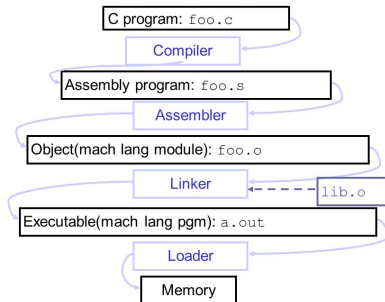 C program: foo.c
Compiler
Assembly program: foo.s
Assembler
Object(mach lang module): foo.o
Linker
lib.o
Executable(mach lang pgm): a.out
Loader
Memory